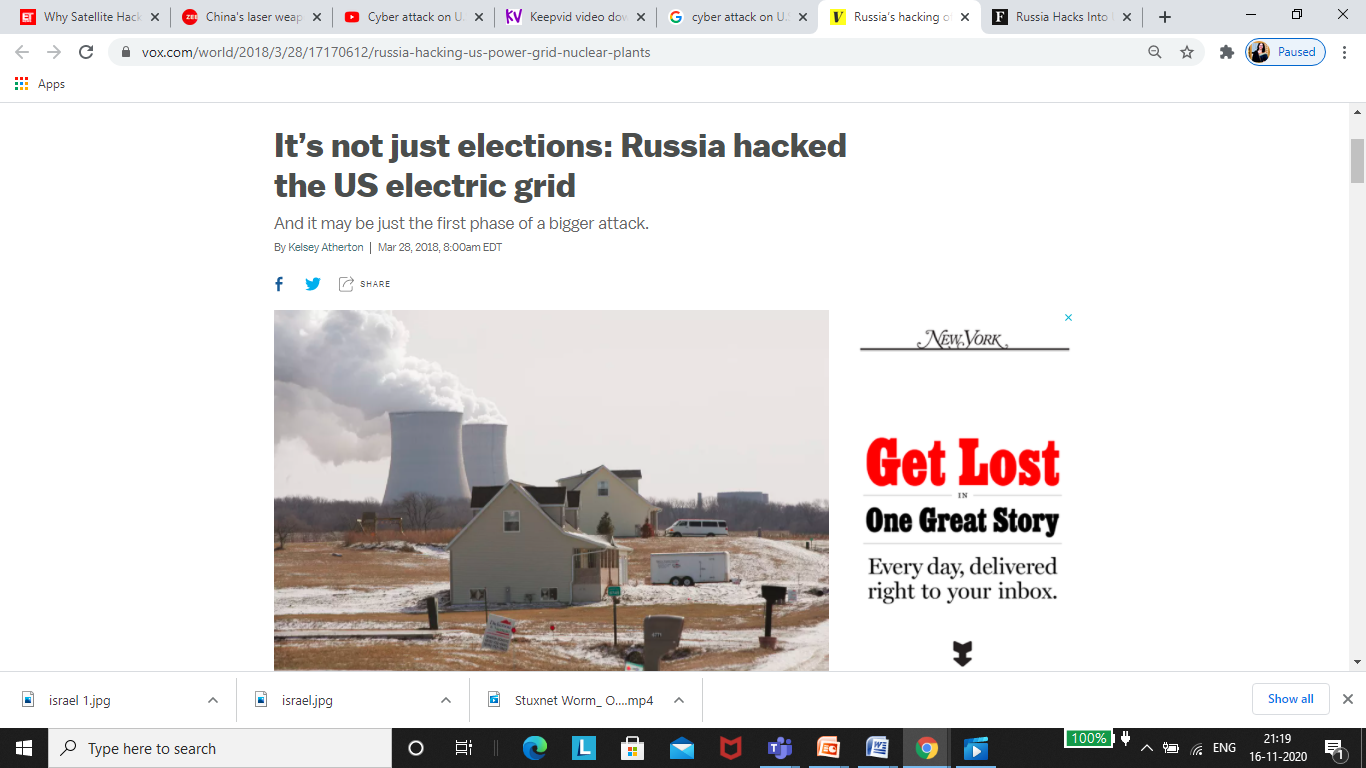 Why Satellite Hack
China's laser weap
Cyber attack on U.
Keepvid video dov
cyber attack on U.S
Russia's hacking o
Russia Hacks Into
vox.com/world/2018/3/28/17170612/russia-hacking-us-power-grid-nuclear-plants
Paused
Apps
It's not just elections: Russia hacked
the US electric grid
And it may be just the first phase of a bigger attack.
By Kelsey Atherton | Mar 28, 2018, 8:00am EDT
SHARE
NEW YORK
Get Lost
IN
One Great Story
Every day, delivered
right to your inbox.
israel 1.jpg
israel.jpg
Stuxnet Worm_ O....mp4
Show all
Type here to search
100%
ENG
21:19
16-11-2020
1